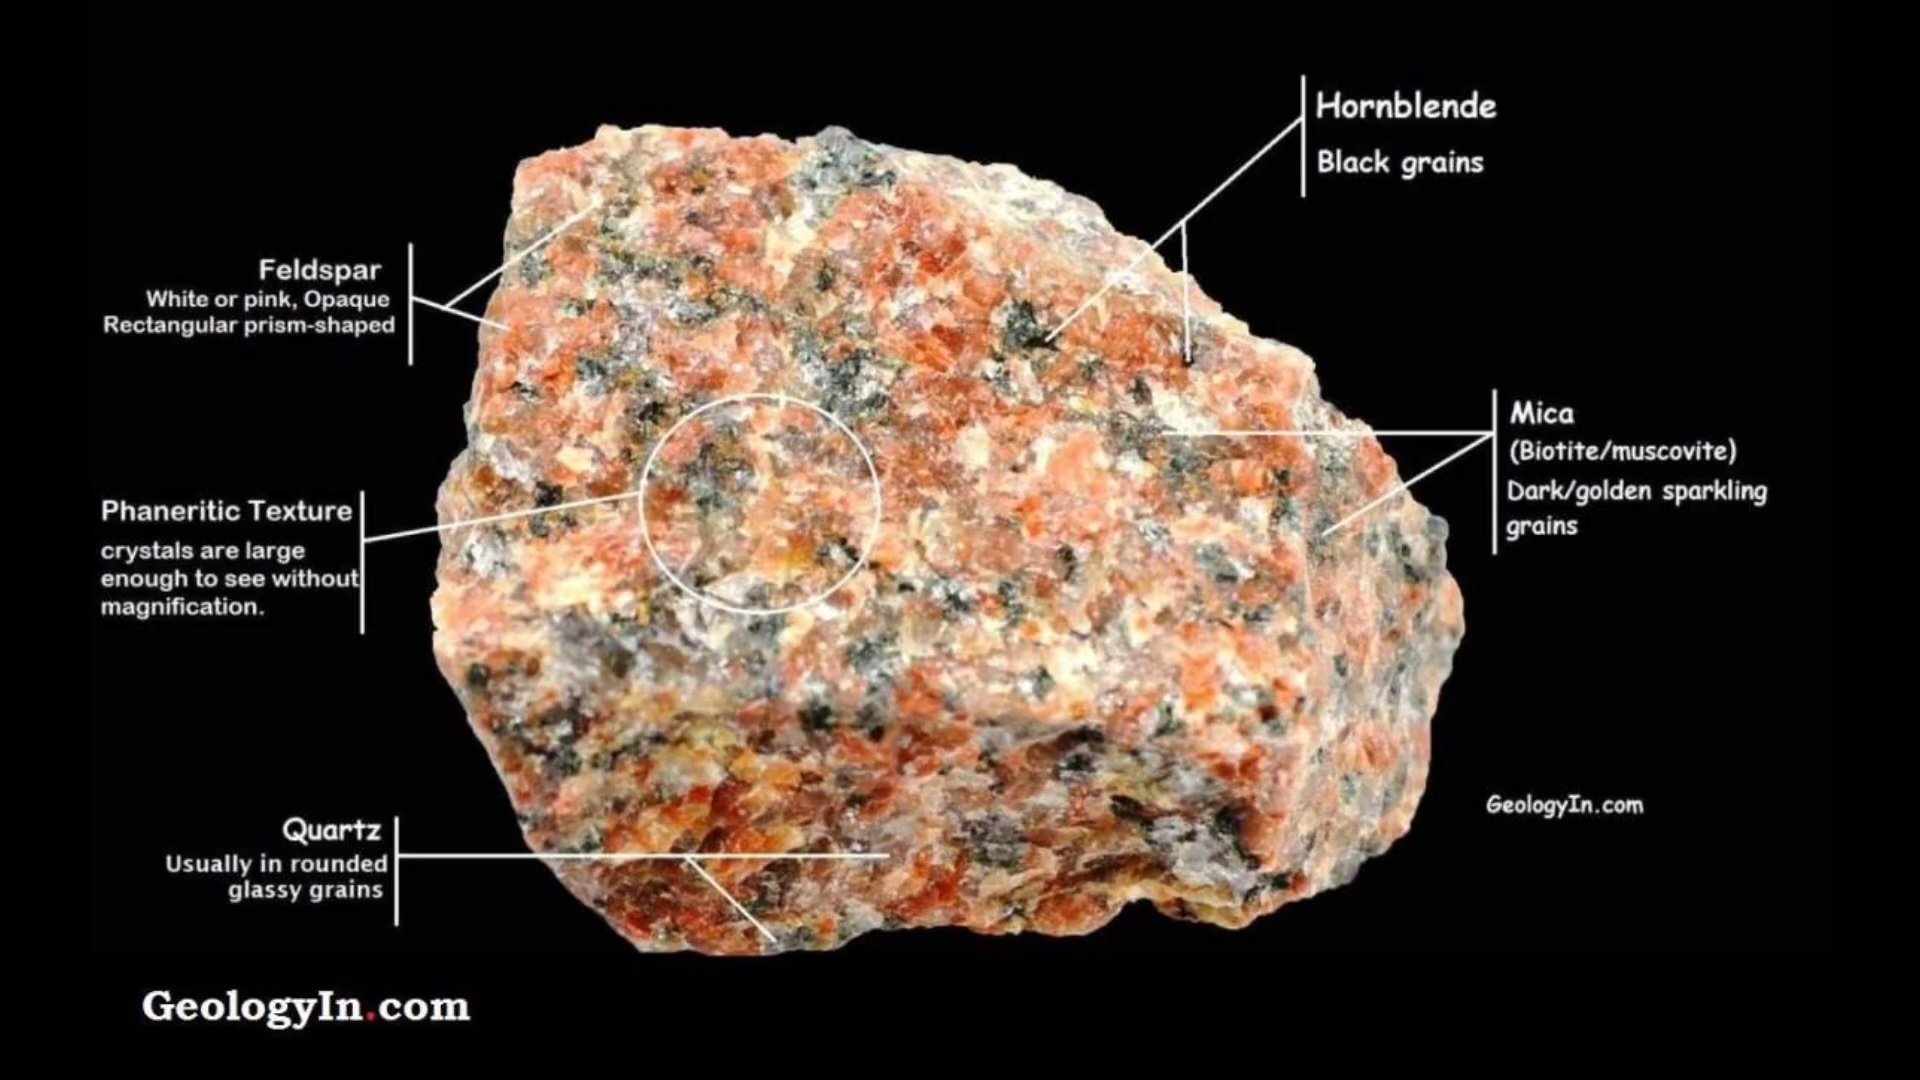 Hornblende
Black grains
Feldspar
White or pink, Opaque
Rectangular prism-shaped
Mica
(Biotite/muscovite)
Dark/golden sparkling
grains
Phaneritic Texture
crystals are large
enough to see without
magnification.
GeologyIn.com
Quartz
Usually in rounded
glassy grains
GeologyIn.com